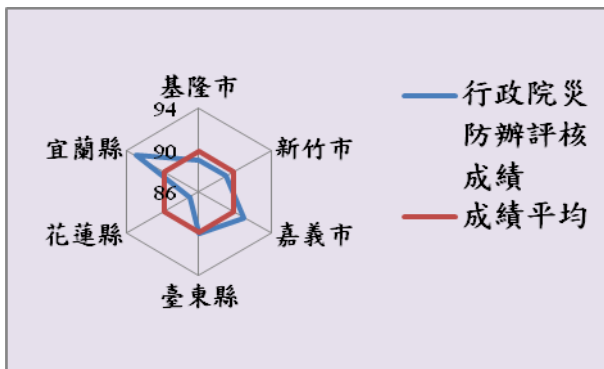 基隆市
94
宜蘭縣
90
新竹市
86
花蓮縣
嘉義市
臺東縣
行政院災
防辦評核
成績
成績平均